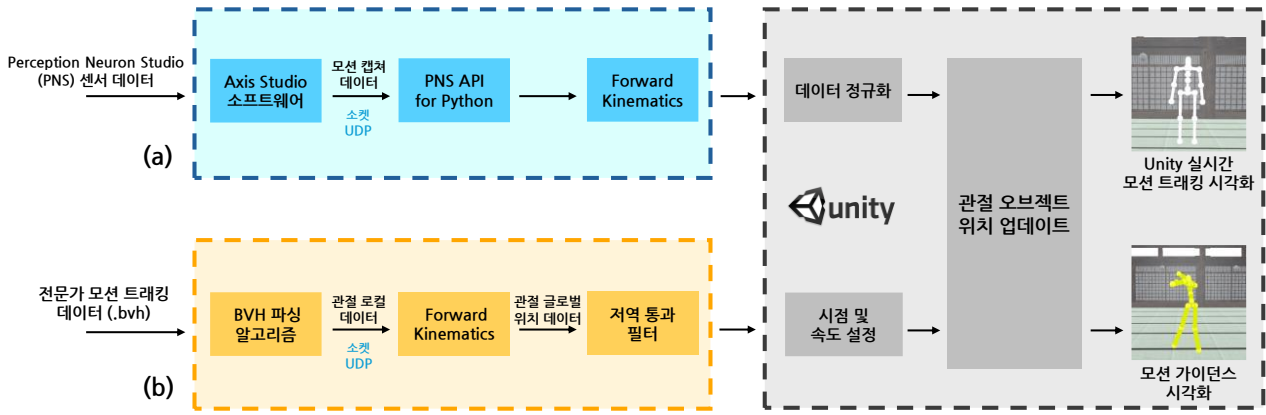 Perception Neuron Studio
(PNS) 센서 데이터
Axis Studio
소프트웨어
모션 캡쳐
데이터
소켓
UDP
PNS API
for Python
Forward
Kinematics
(a)
데이터 정규화
관절 오브젝트
위치 업데이트
unity
Unity 실시간
모션 트래킹 시각화
전문가 모션 트래킹
데이터 (.bvh)
BVH 파싱
알고리즘
관절 로컬
데이터
소켓
UDP
Forward
Kinematics
관절 글로벌
위치 데이터
저역 통과
필터
(b)
시점 및
속도 설정
모션 가이던스
시각화